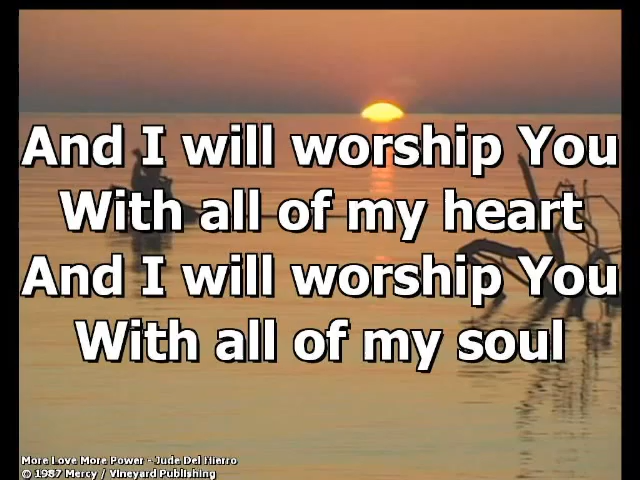 And I will worship You
With all of my heart
And I will worship You
With all of my soul
More Love More Power - Jude Del Hierro
© 1987 Mercy / Vineyard Publishing